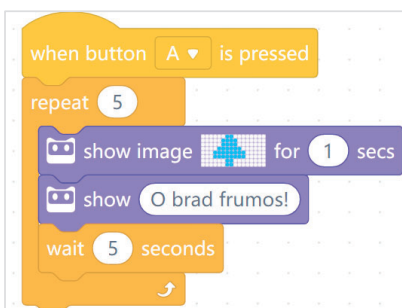 when button A is pressed
repeat 5
show image for 1 secs
show O brad frumos!
wait 5 seconds